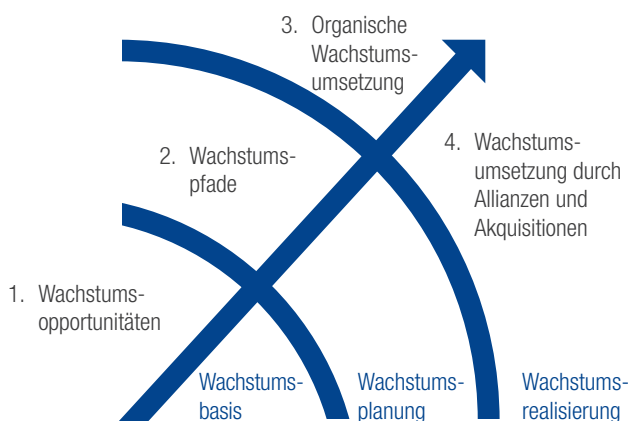 3. Organische
Wachstums-
umsetzung
2. Wachstums-
pfade
4. Wachstums-
umsetzung durch
Allianzen und
Akquisitionen
1. Wachstums-
opportunitäten
Wachstums-
basis
Wachstums-
planung
Wachstums-
realisierung